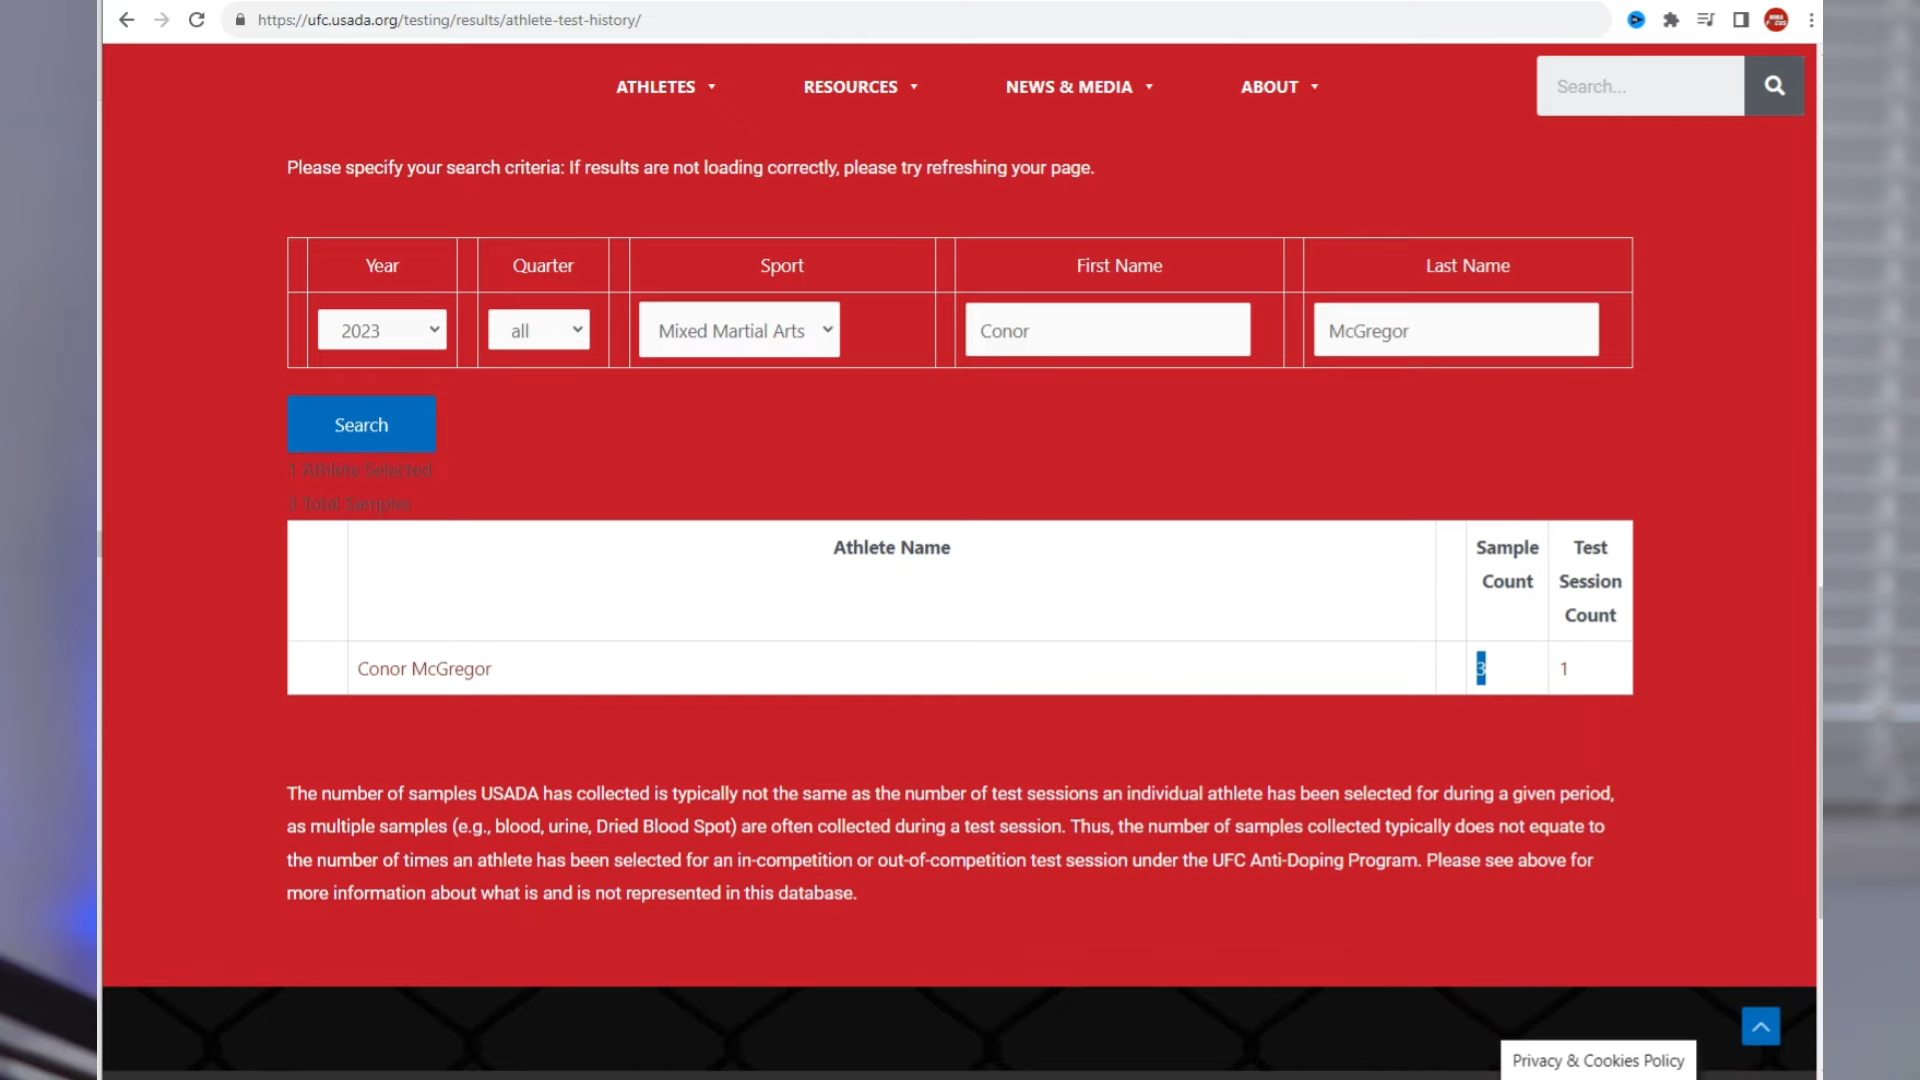 https://ufc.usada.org/testing/results/athlete-test-history/
ATHLETES RESOURCES NEWS & MEDIA ABOUT Search...
Please specify your search criteria: If results are not loading correctly, please try refreshing your page.
Year Quarter Sport First Name Last Name
2023 all Mixed Martial Arts Conor McGregor
Search
1 Athlete Selected
3 Total Samples
Athlete Name Sample Count Test Session Count
Conor McGregor 3 1
The number of samples USADA has collected is typically not the same as the number of test sessions an individual athlete has been selected for during a given period,
as multiple samples (e.g., blood, urine, Dried Blood Spot) are often collected during a test session. Thus, the number of samples collected typically does not equate to
the number of times an athlete has been selected for an in-competition or out-of-competition test session under the UFC Anti-Doping Program. Please see above for
more information about what is and is not represented in this database.
Privacy & Cookies Policy